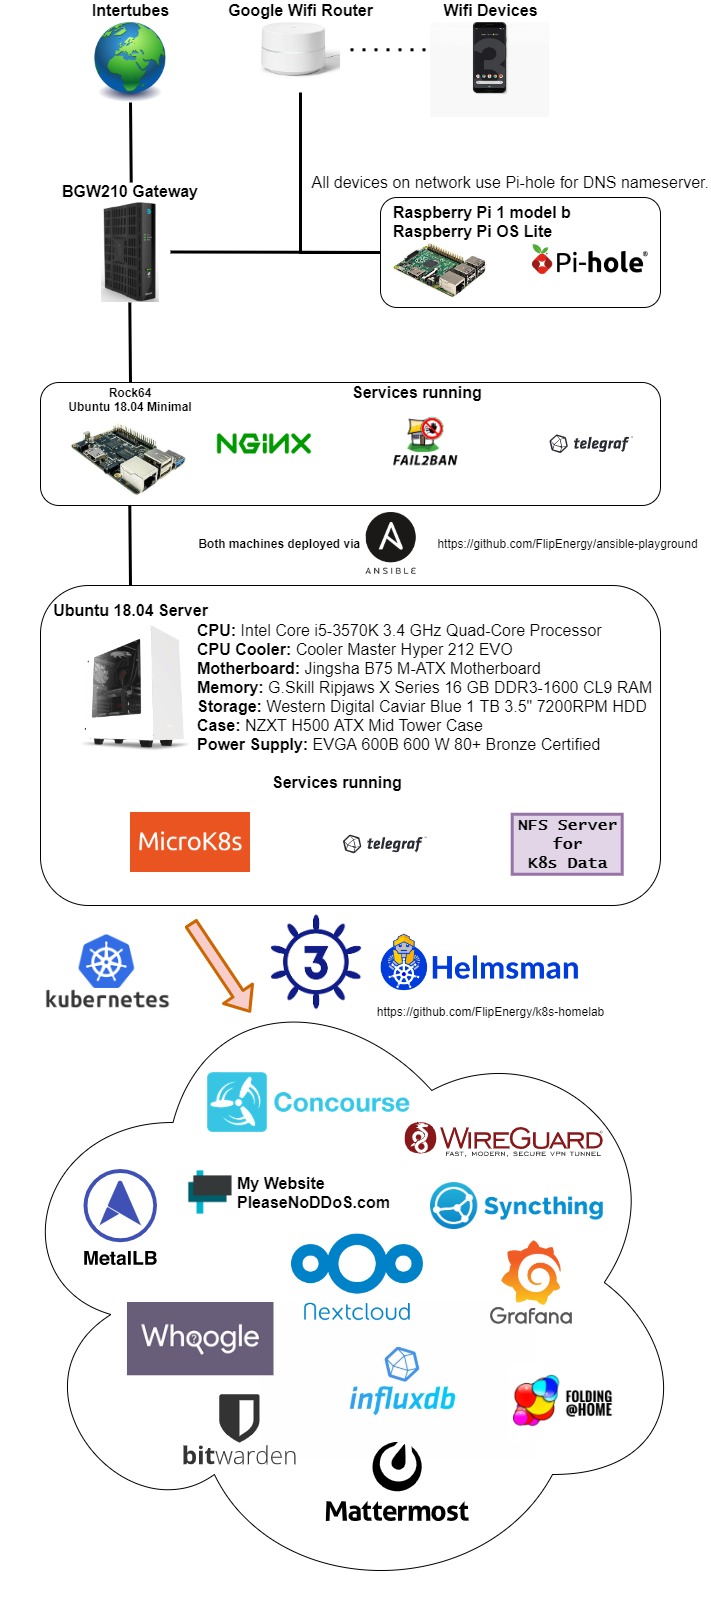 Intertubes
Google Wifi Router
Wifi Devices
BGW210 Gateway
All devices on network use Pi-hole for DNS nameserver.
Raspberry Pi 1 model b
Raspberry Pi OS Lite
Pi-hole®
Rock64
Ubuntu 18.04 Minimal
Services running
NGINX
FAIL2BAN
telegraf
Both machines deployed via
ANSIBLE
https://github.com/FlipEnergy/ansible-playground
Ubuntu 18.04 Server
CPU: Intel Core i5-3570K 3.4 GHz Quad-Core Processor
CPU Cooler: Cooler Master Hyper 212 EVO
Motherboard: Jingsha B75 M-ATX Motherboard
Memory: G.Skill Ripjaws X Series 16 GB DDR3-1600 CL9 RAM
Storage: Western Digital Caviar Blue 1 TB 3.5" 7200RPM HDD
Case: NZXT H500 ATX Mid Tower Case
Power Supply: EVGA 600B 600 W 80+ Bronze Certified
Services running
MicroK8s
telegraf
NFS Server
for
K8s Data
kubernetes
3
Helmsman
https://github.com/FlipEnergy/k8s-homelab
Concourse
WIREGUARD
FAST, MODERN, SECURE VPN TUNNEL
MetalLB
My Website
PleaseNoDDoS.com
Syncthing
Nextcloud
Grafana
Whoogle
influxdb
FOLDING
@HOME
bitwarden
Mattermost